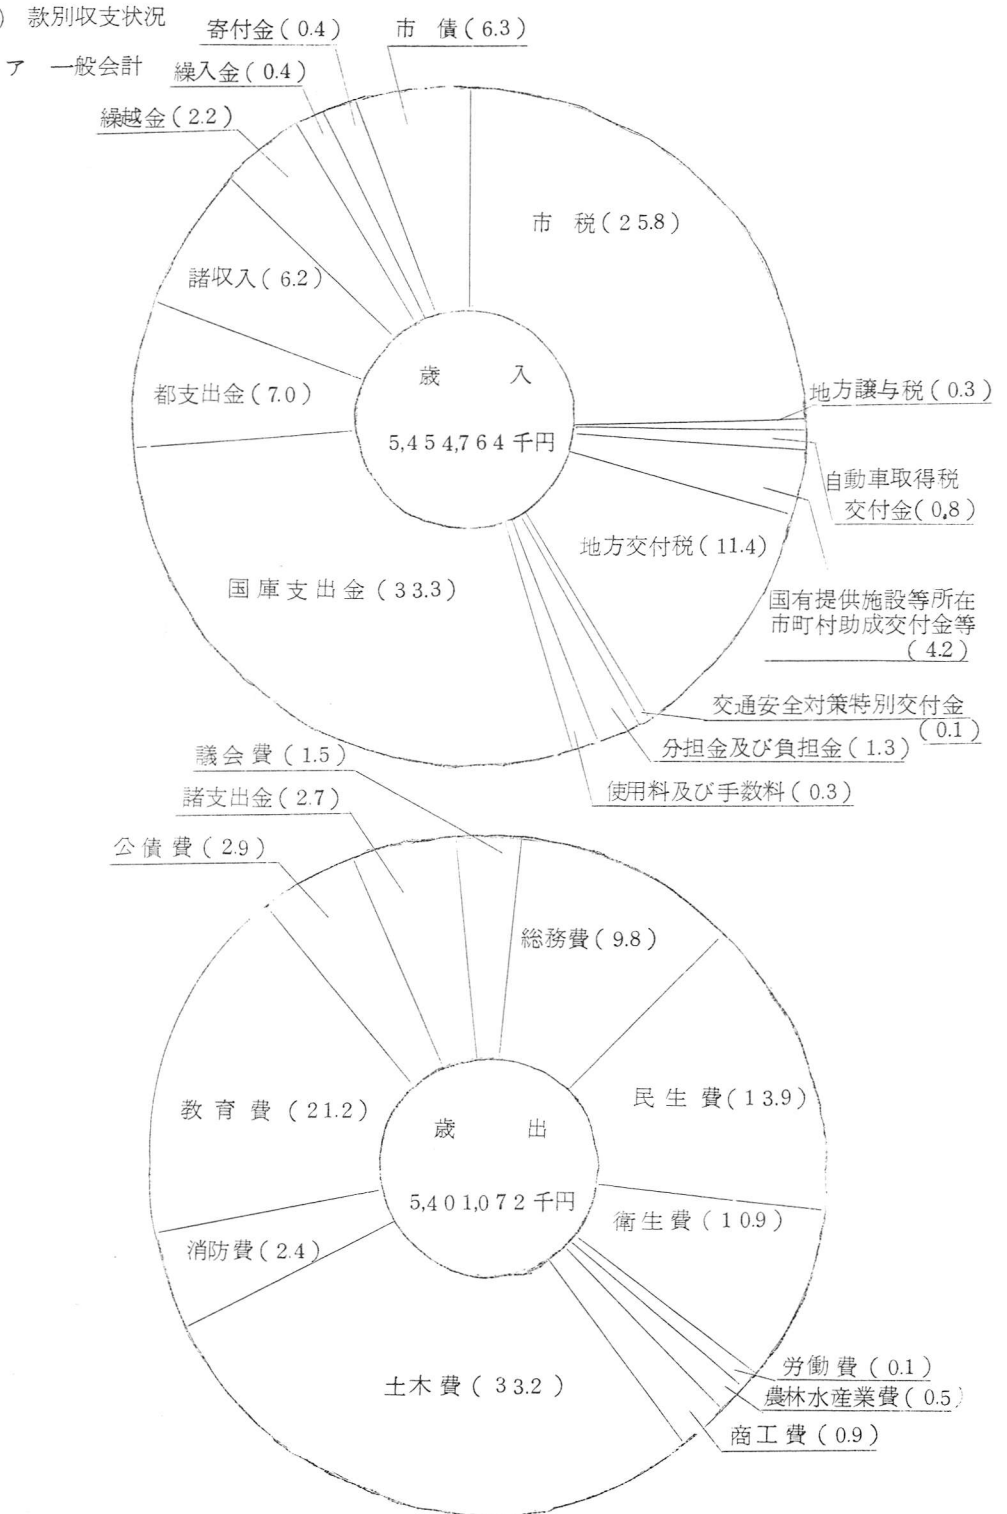 ) 款別収支状況
ア 一般会計
寄付金(0.4)
市 債(6.3)
繰入金(0.4)
繰越金(2.2)
市 税(25.8)
諸収入(6.2)
都支出金(7.0)
歳 入
5,454,764千円
地方譲与税(0.3)
自動車取得税
交付金(0.8)
地方交付税(11.4)
国庫支出金(33.3)
国有提供施設等所在
市町村助成交付金等
(4.2)
交通安全対策特別交付金
(0.1)
分担金及び負担金(1.3)
使用料及び手数料(0.3)
議会費(1.5)
諸支出金(2.7)
公債費(2.9)
総務費(9.8)
民生費(13.9)
教育費(21.2)
歳 出
5,401,072千円
衛生費(10.9)
消防費(2.4)
労働費(0.1)
農林水産業費(0.5)
商工費(0.9)
土木費(33.2)